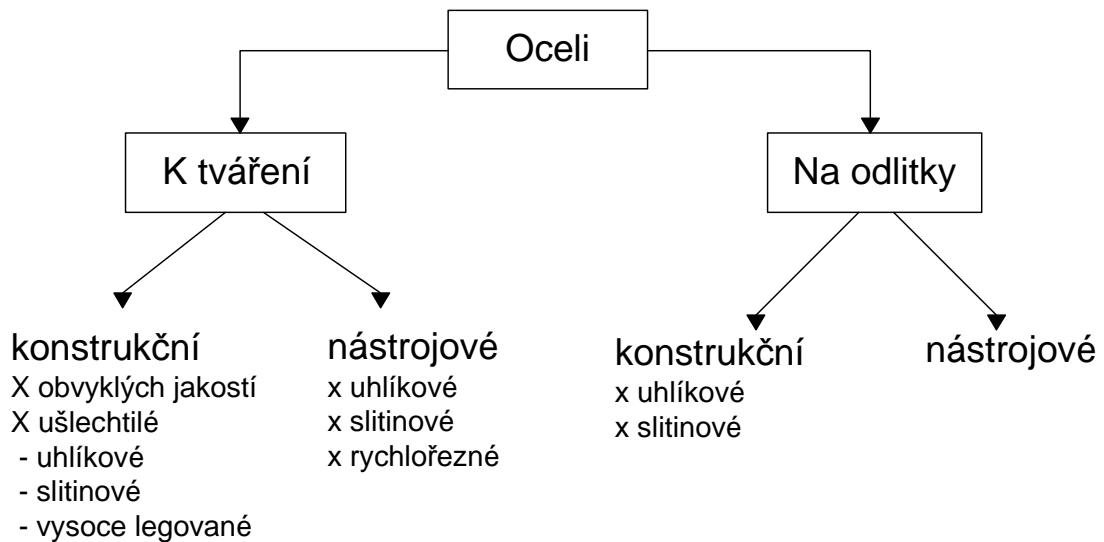 Oceli
K tváření
Na odlitky
konstrukční
X obvyklých jakostí
X ušlechtilé
- uhlíkové
- slitinové
- vysoce legované
nástrojové
x uhlíkové
x slitinové
x rychlořezné
konstrukční
x uhlíkové
x slitinové
nástrojové